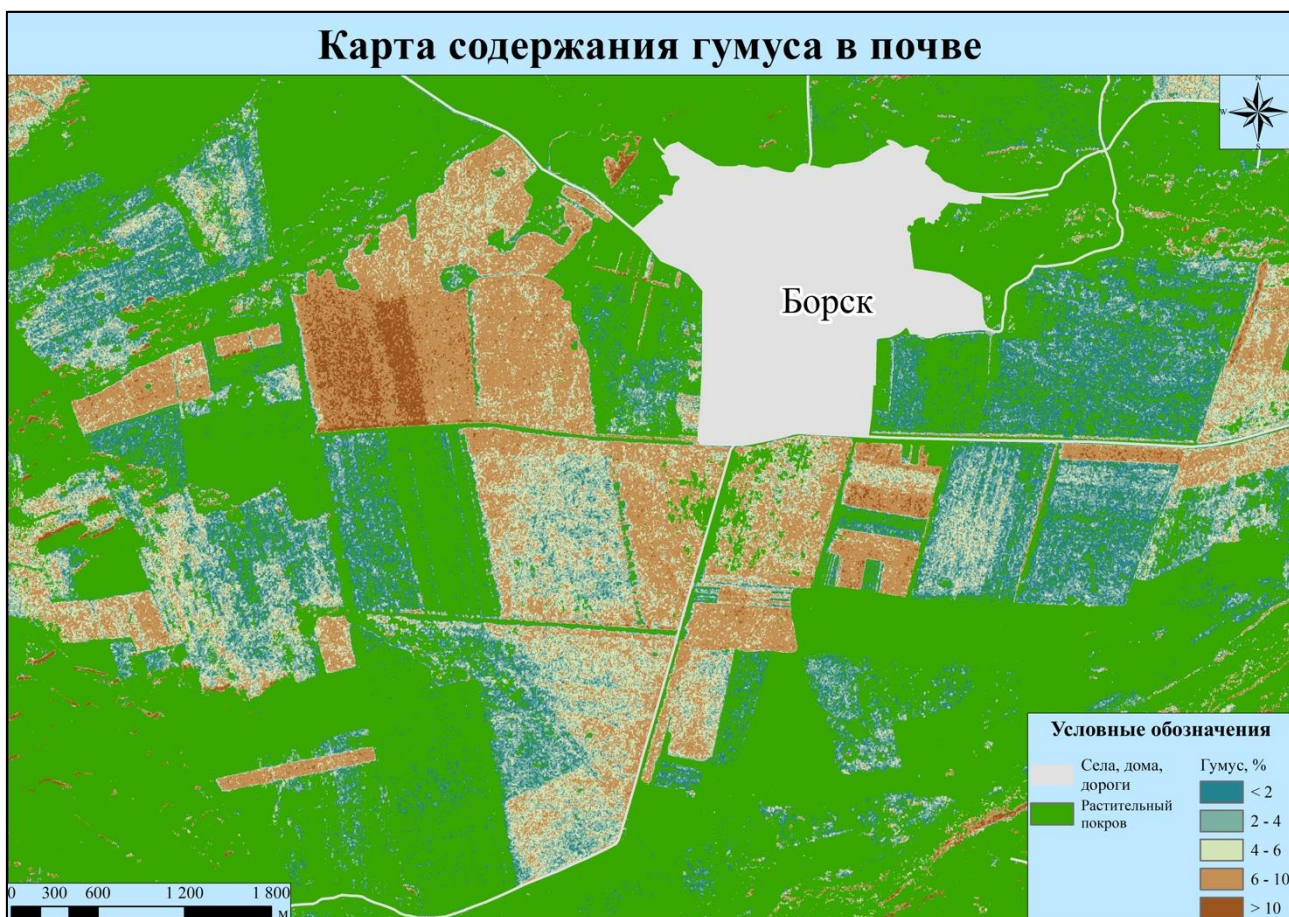 Карта содержания гумуса в почве
N
W
S
Борск
Условные обозначения
Села, дома,
дороги
Растительный
покров
Гумус, %
< 2
2 - 4
4 - 6
6 - 10
> 10
0 300 600 1 200 1 800
М